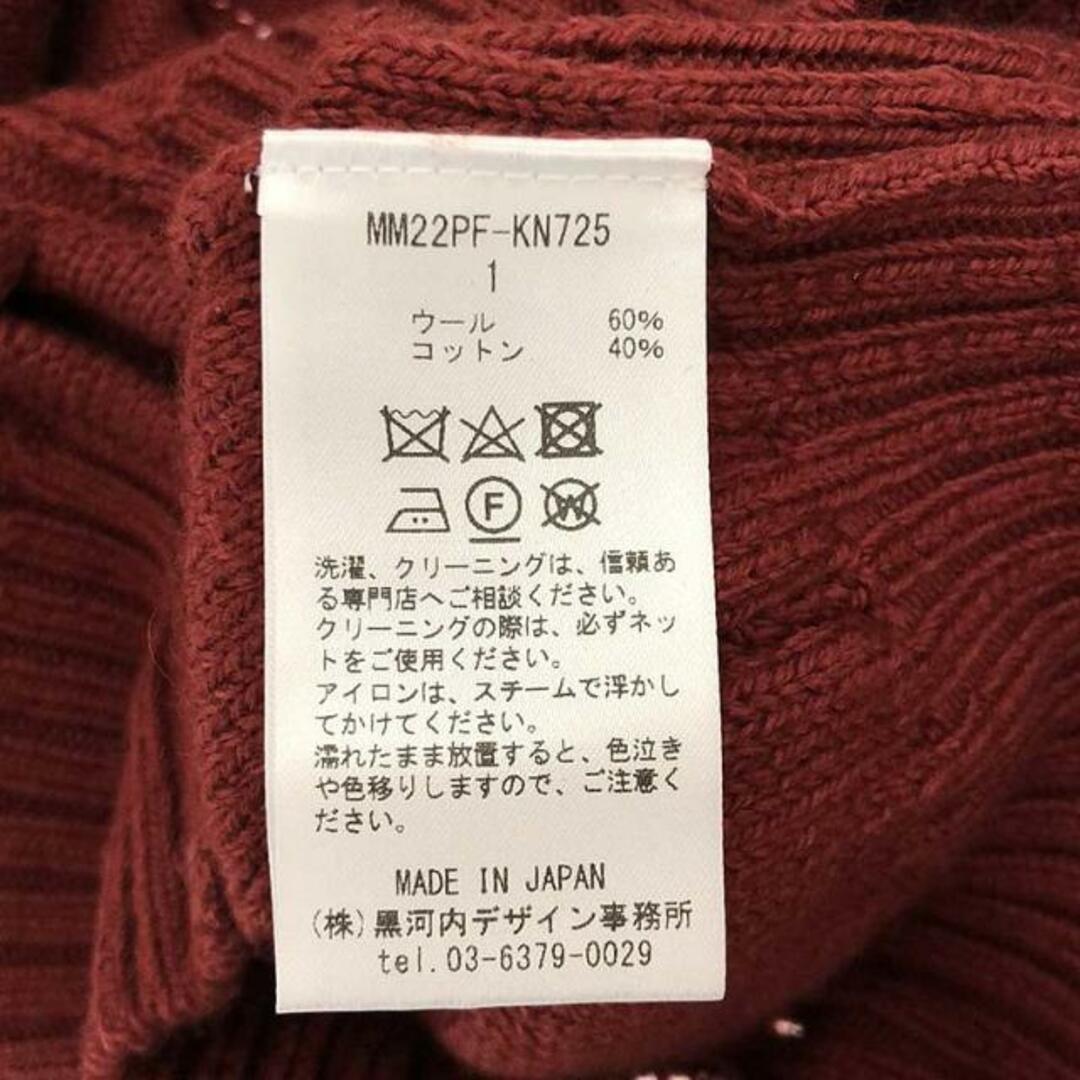 MM22PF-KN725
1
ウール 60%
コットン 40%
F W
洗濯、クリーニングは、信頼あ
る専門店へご相談ください。
クリーニングの際は、必ずネッ
トをご使用ください。
アイロンは、スチームで浮かし
てかけてください。
濡れたまま放置すると、色泣き
や色移りしますので、ご注意く
ださい。
MADE IN JAPAN
(株)黒河内デザイン事務所
tel.03-6379-0029